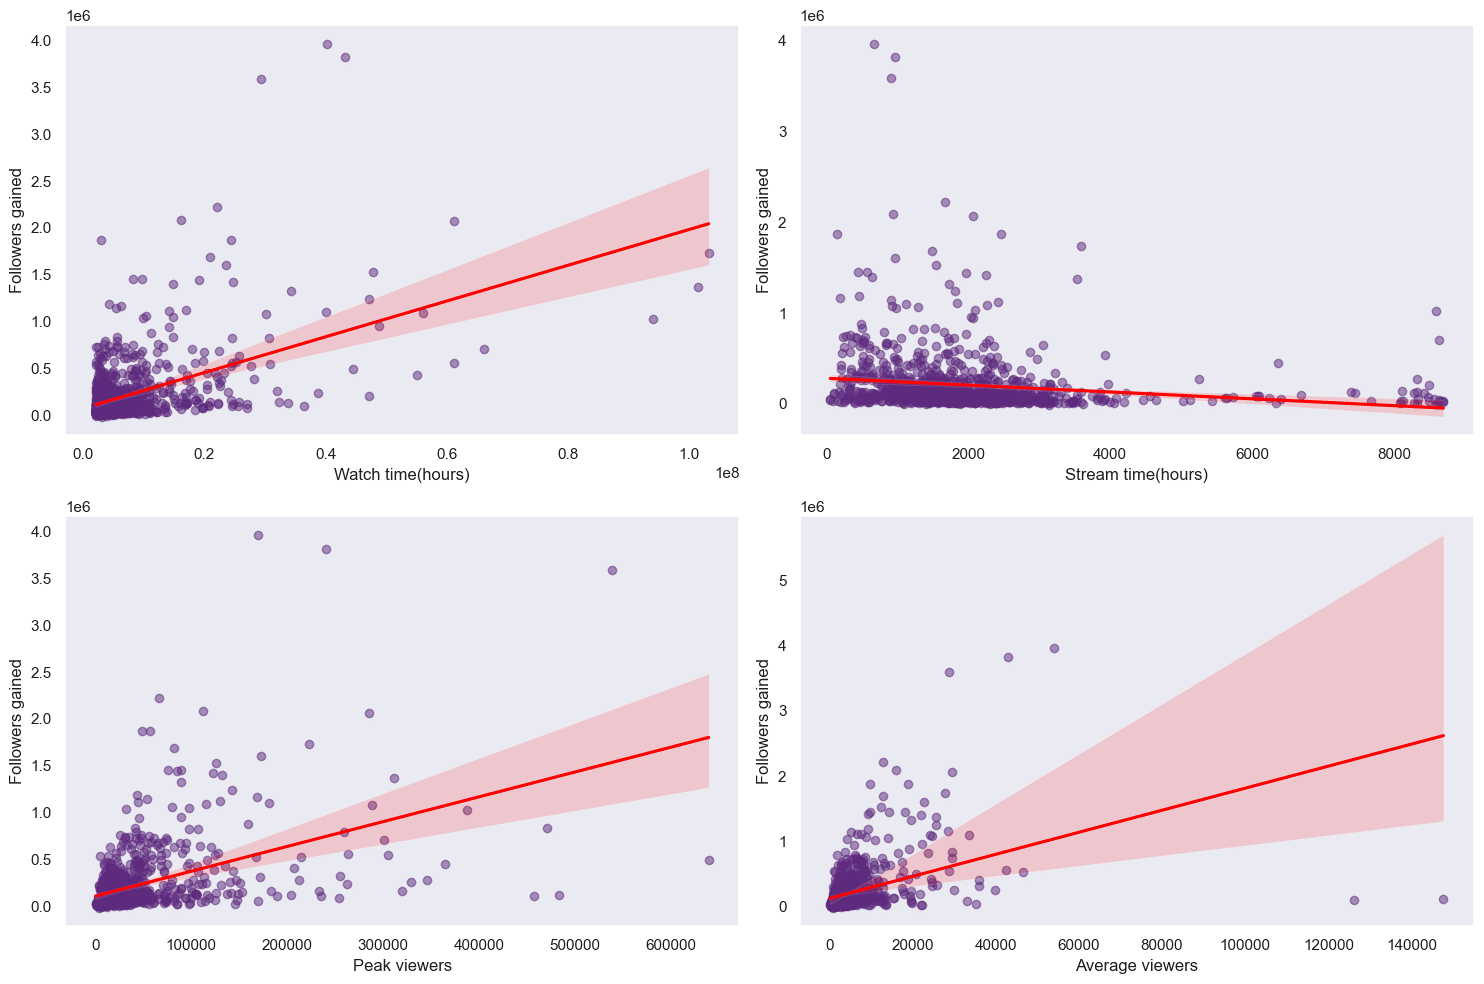 1e6
4.0
3.5
3.0
2.5
2.0
1.5
1.0
0.5
0.0
Followers gained
0.0 0.2 0.4 0.6 0.8 1.0
Watch time(hours)
1e8
1e6
4
3
2
1
0
Followers gained
0 2000 4000 6000 8000
Stream time(hours)
1e6
4.0
3.5
3.0
2.5
2.0
1.5
1.0
0.5
0.0
Followers gained
0 100000 200000 300000 400000 500000 600000
Peak viewers
1e6
5
4
3
2
1
0
Followers gained
0 20000 40000 60000 80000 100000 120000 140000
Average viewers